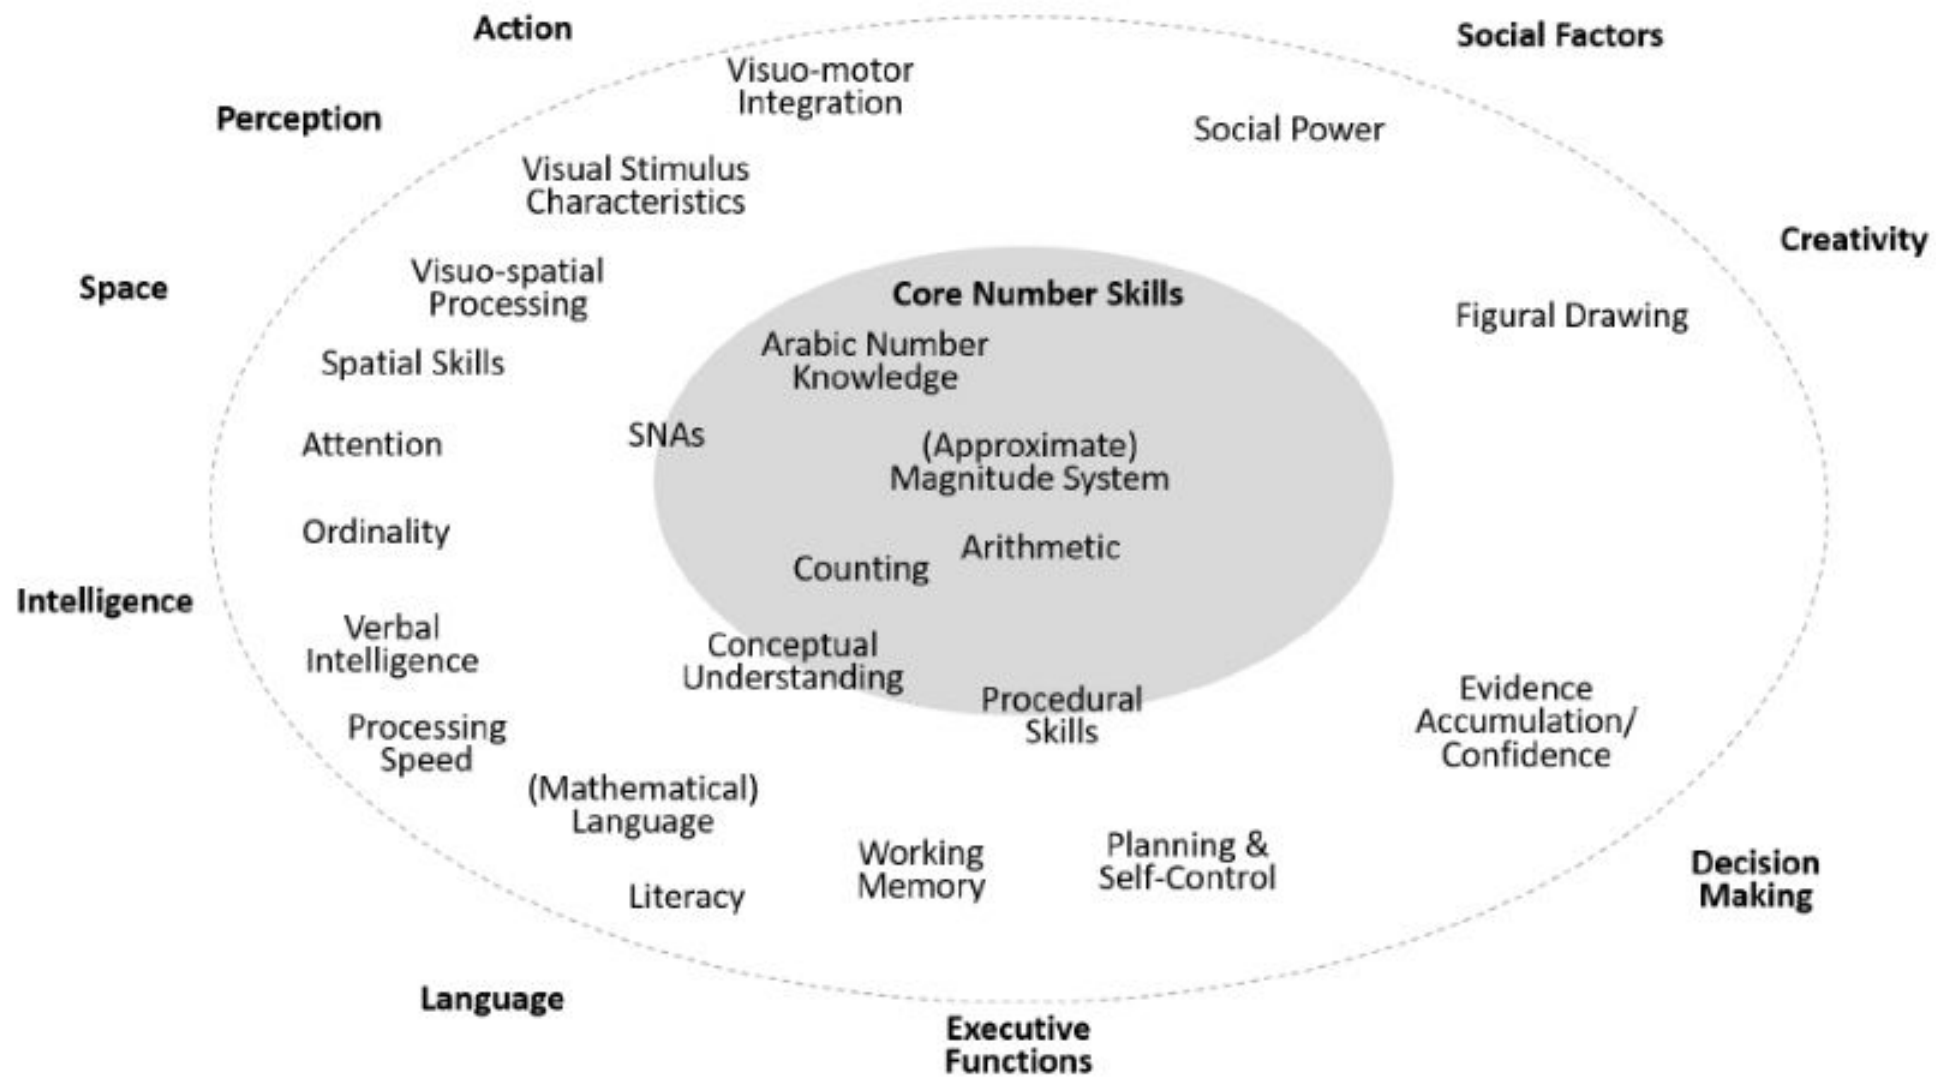 Action
Social Factors
Visuo-motor
Integration
Perception
Social Power
Visual Stimulus
Characteristics
Creativity
Space
Visuo-spatial
Processing
Core Number Skills
Figural Drawing
Arabic Number
Knowledge
Spatial Skills
Attention
SNAs
(Approximate)
Magnitude System
Ordinality
Arithmetic
Counting
Intelligence
Verbal
Intelligence
Conceptual
Understanding
Procedural
Skills
Evidence
Accumulation/
Confidence
Processing
Speed
(Mathematical)
Language
Working
Memory
Planning &
Self-Control
Literacy
Decision
Making
Language
Executive
Functions